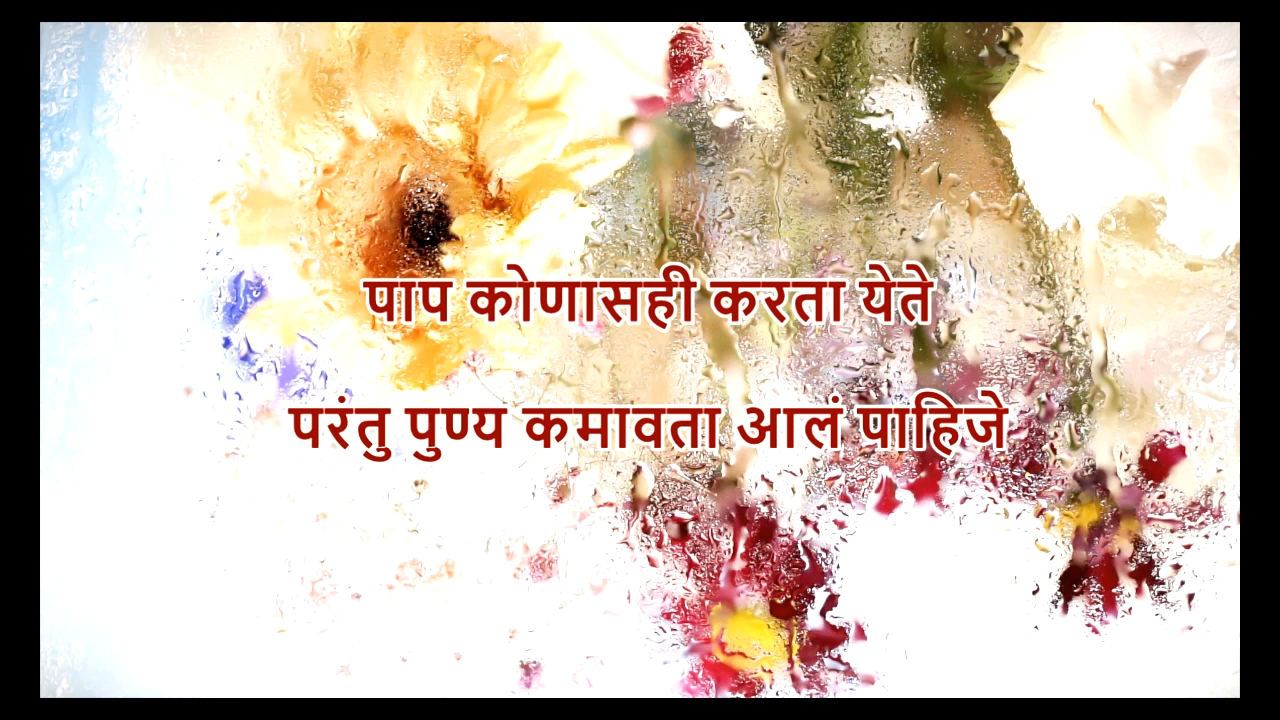 पाप कोणासही करता येते
परंतु पुण्य कमावता आलं पाहिजे